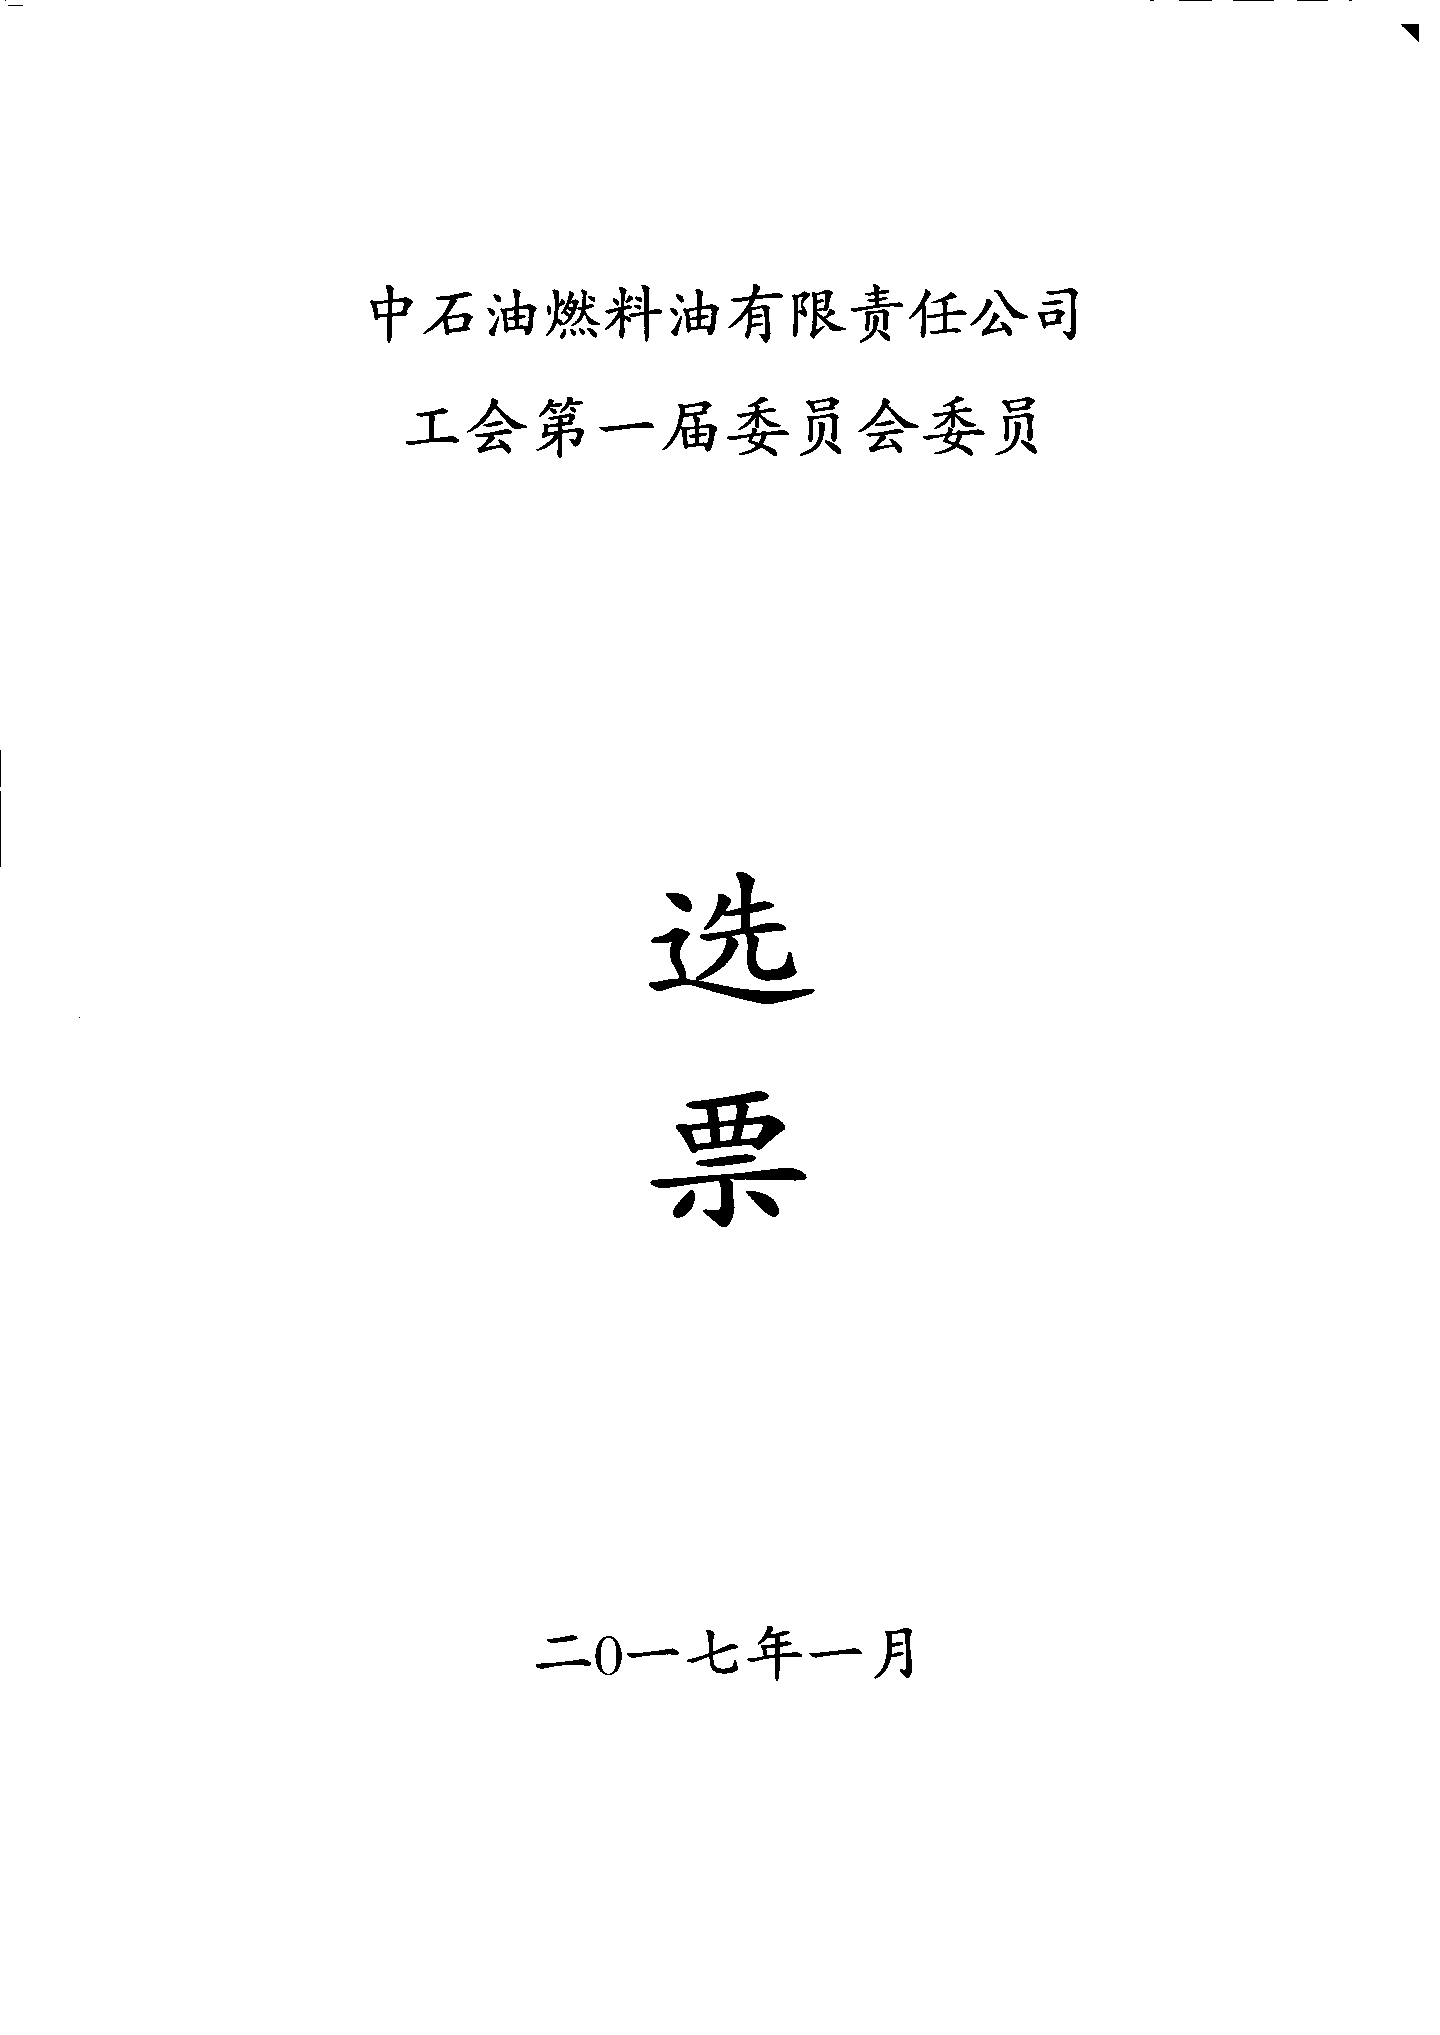 中石油燃料油有限责任公司
工会第一届委员会委员
选
票
二0一七年一月